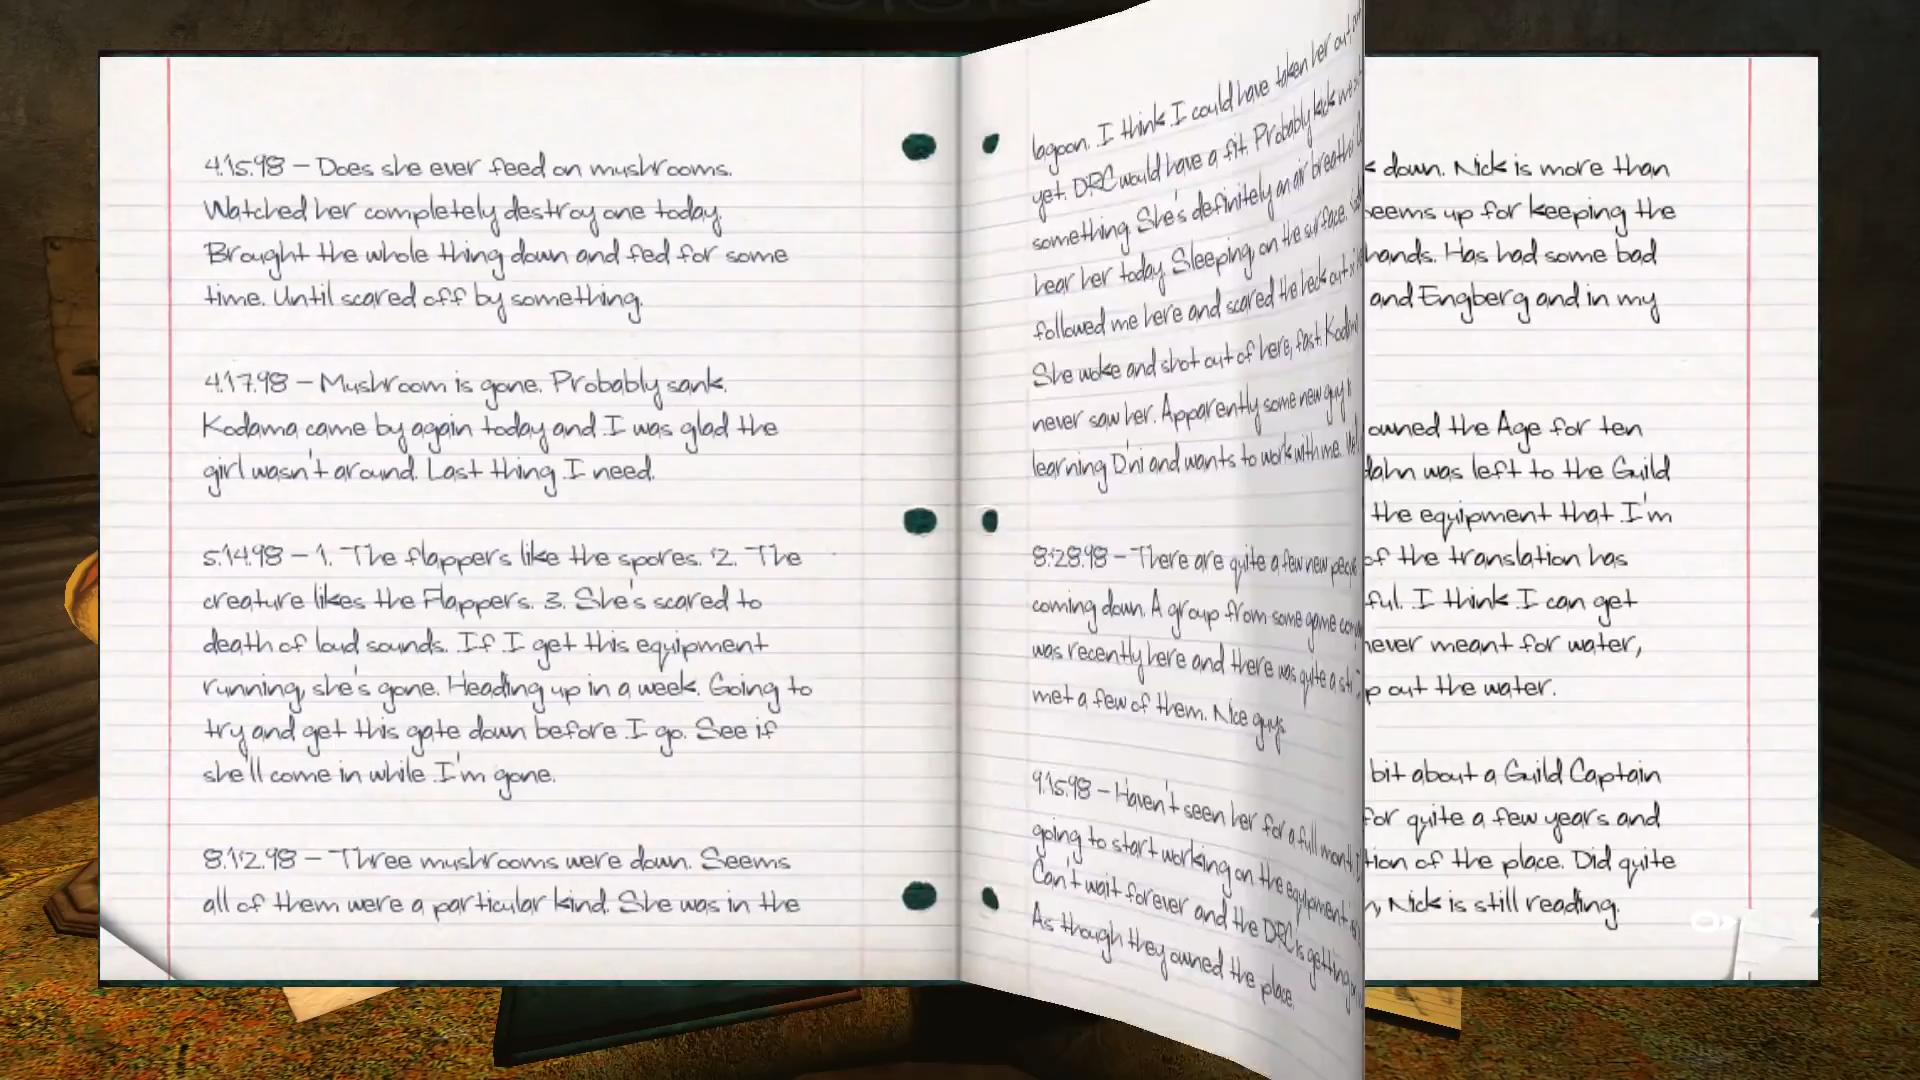 4.15.98 – Does she ever feed on mushrooms.
Watched her completely destroy one today.
Brought the whole thing down and fed for some
time. Until scared off by something.
4.17.98 – Mushroom is gone. Probably sank.
Kodama came by again today and I was glad the
girl wasn't around. Last thing I need.
5.14.98 – 1. The flappers like the spores. 2. The
creature likes the Flappers. 3. She's scared to
death of loud sounds. If I get this equipment
running, she's gone. Heading up in a week. Going to
try and get this gate down before I go. See if
she'll come in while I'm gone.
8.12.98 – Three mushrooms were down. Seems
all of them were a particular kind. She was in the
lagoon. I think I could have taken her out
yet. DRC would have a fit. Probably kick me
something. She's definitely an air
hear her today. Sleeping, on the surface.
followed me here and scared the heck out
She woke and shot out of here, fast.
never saw her. Apparently some new guy
learning D'ni and wants to work with me.
8.28.98 – There are quite a few new
coming down. A group from some game
was recently here and there was quite a
met a few of them. Nice guys.
9.15.98 – Haven't seen her for a full
going to start working on the equipment
Can't wait forever and the DRC is getting
As though they owned the place.
down. Nick is more than
seems up for keeping the
hands. Has had some bad
and Engberg and in my
owned the Age for ten
was left to the Guild
the equipment that I'm
of the translation has
I think I can get
never meant for water,
out the water.
bit about a Guild Captain
for quite a few years and
of the place. Did quite
Nick is still reading.